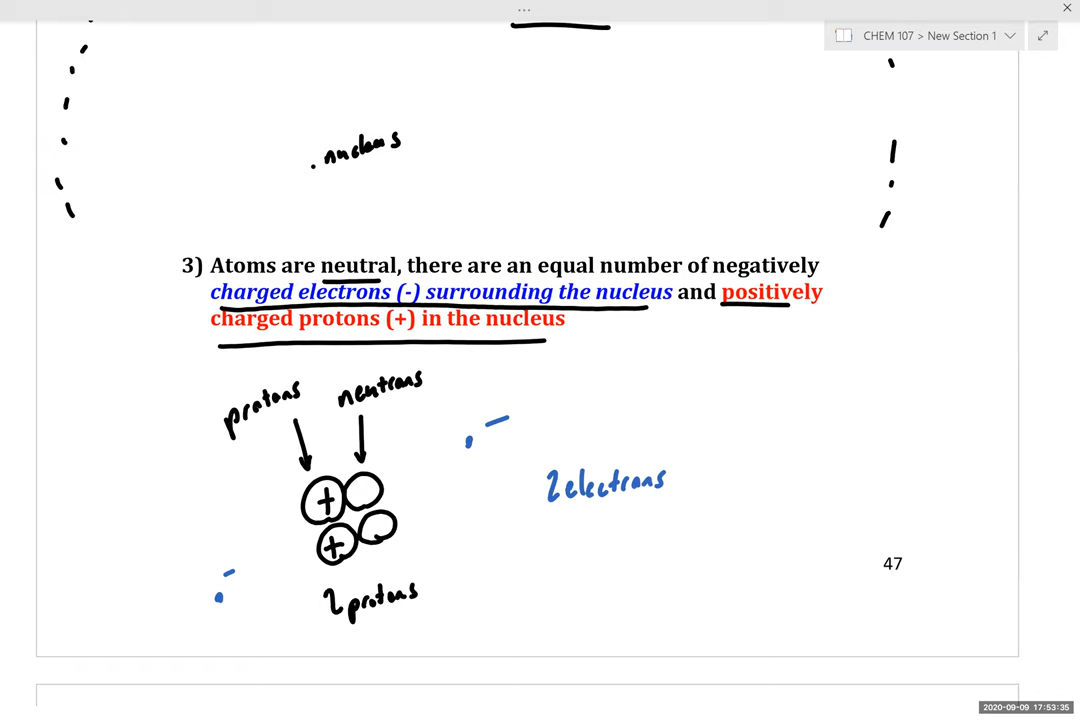 CHEM 107 > New Section 1
nucleus
3) Atoms are neutral, there are an equal number of negatively
charged electrons (-) surrounding the nucleus and positively
charged protons (+) in the nucleus
protons neutrons
+
+
2 electrons
2 protons
47
2020-09-09 17:53:35